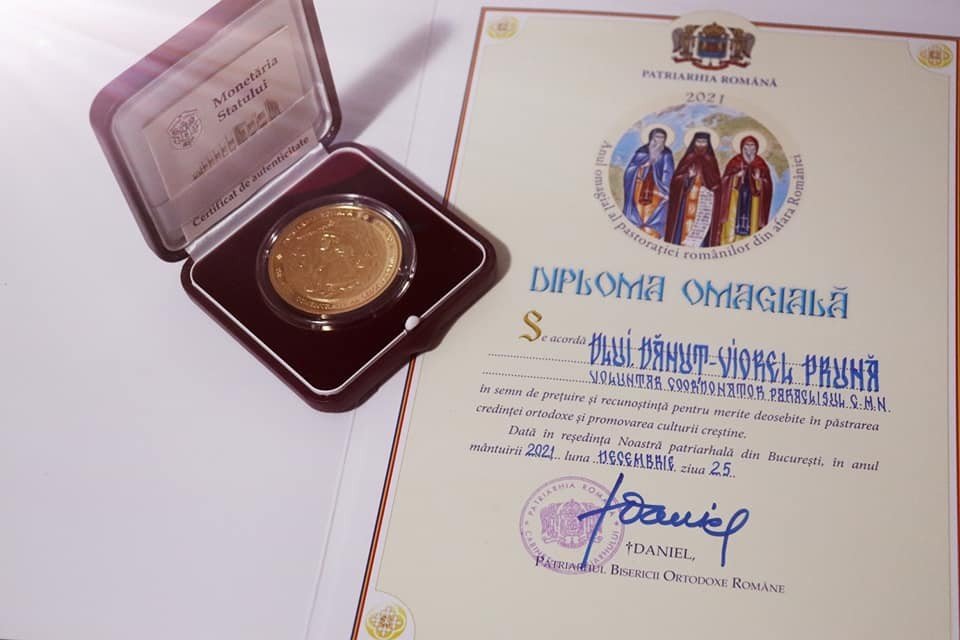 Monetăria
Statului
Certificat de autenticitate
PATRIARHIA ROMÂNĂ
2021
Anul omagial al pastorației românilor din afara României
DIPLOMA OMAGIALĂ
Se acordă DLUI. DĂNUȚ-VIOREL PRUNĂ
VOLUNTAR COORDONATOR PARACLISUL C.M.N.
în semn de prețuire și recunoștință pentru merite deosebite în păstrarea
credinței ortodoxe și promovarea culturii creștine.
Dată în reședința Noastră patriarhală din București, în anul
mântuirii 2021 luna DECEMBRIE ziua 25
PATRIARHIA ROMÂNĂ
†Daniel
†DANIEL,
PATRIARHUL BISERICII ORTODOXE ROMÂNE